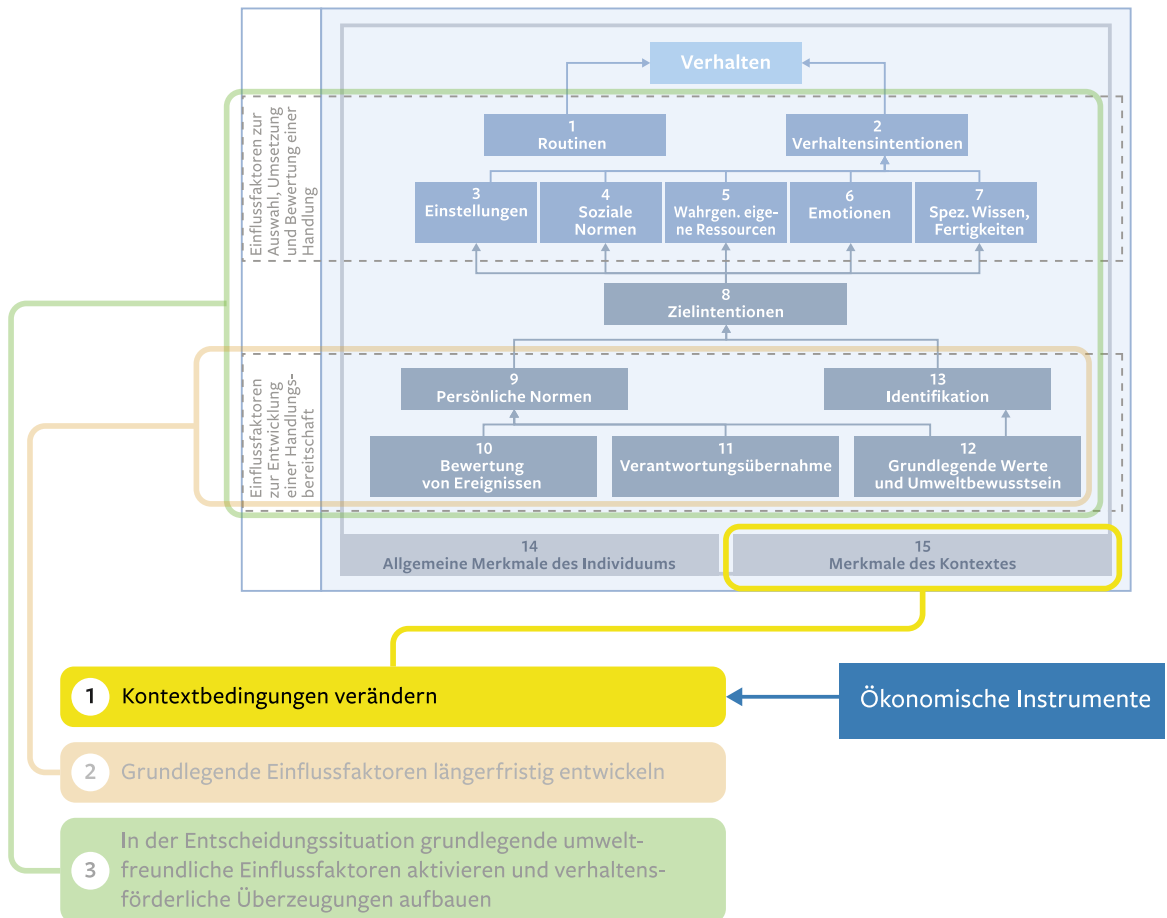 Verhalten
Einflussfaktoren zur
Auswahl, Umsetzung
und Bewertung einer
Handlung
1
Routinen
2
Verhaltensintentionen
3
Einstellungen
4
Soziale
Normen
5
Wahrgen. eige-
ne Ressourcen
6
Emotionen
7
Spez. Wissen,
Fertigkeiten
8
Zielintentionen
Einflussfaktoren
zur Entwicklung
einer Handlungs-
bereitschaft
9
Persönliche Normen
13
Identifikation
10
Bewertung
von Ereignissen
11
Verantwortungsübernahme
12
Grundlegende Werte
und Umweltbewusstsein
14
Allgemeine Merkmale des Individuums
15
Merkmale des Kontextes
1 Kontextbedingungen verändern
Ökonomische Instrumente
2 Grundlegende Einflussfaktoren längerfristig entwickeln
3 In der Entscheidungssituation grundlegende umwelt-
freundliche Einflussfaktoren aktivieren und verhaltens-
förderliche Überzeugungen aufbauen